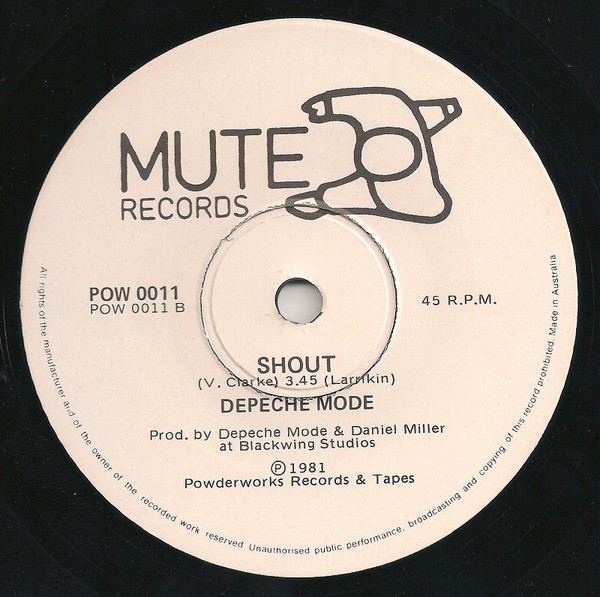 MUTE
RECORDS
POW 0011
POW 0011 B
45 R.P.M.
SHOUT
(V. Clarke) 3.45 (Larrikin)
DEPECHE MODE
Prod. by Depeche Mode & Daniel Miller
at Blackwing Studios
℗ 1981
Powderworks Records & Tapes
All rights of the manufacturer and of the owner of the recorded work reserved Unauthorised public performance, broadcasting and copying of this record prohibited. Made in Australia